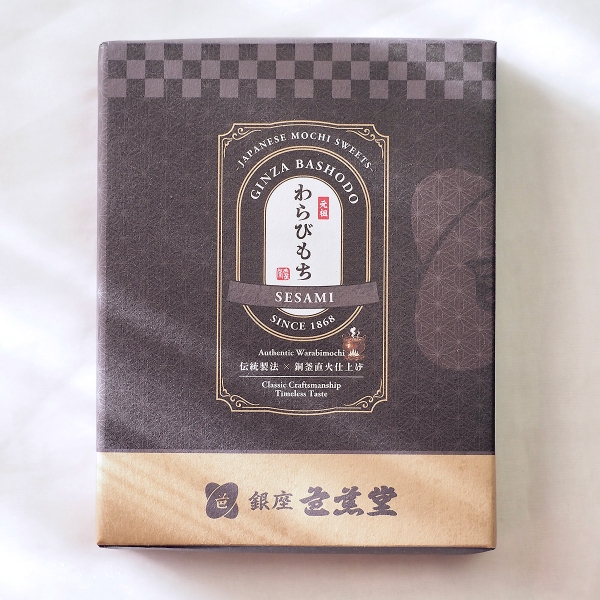 -JAPANESE MOCHI SWEETS-
GINZA BASHODO
元祖
わらびもち
SESAMI
SINCE 1868
Authentic Warabimochi
伝統製法 × 銅釜直火仕上げ
Classic Craftsmanship
Timeless Taste
芭 銀座 芭蕉堂